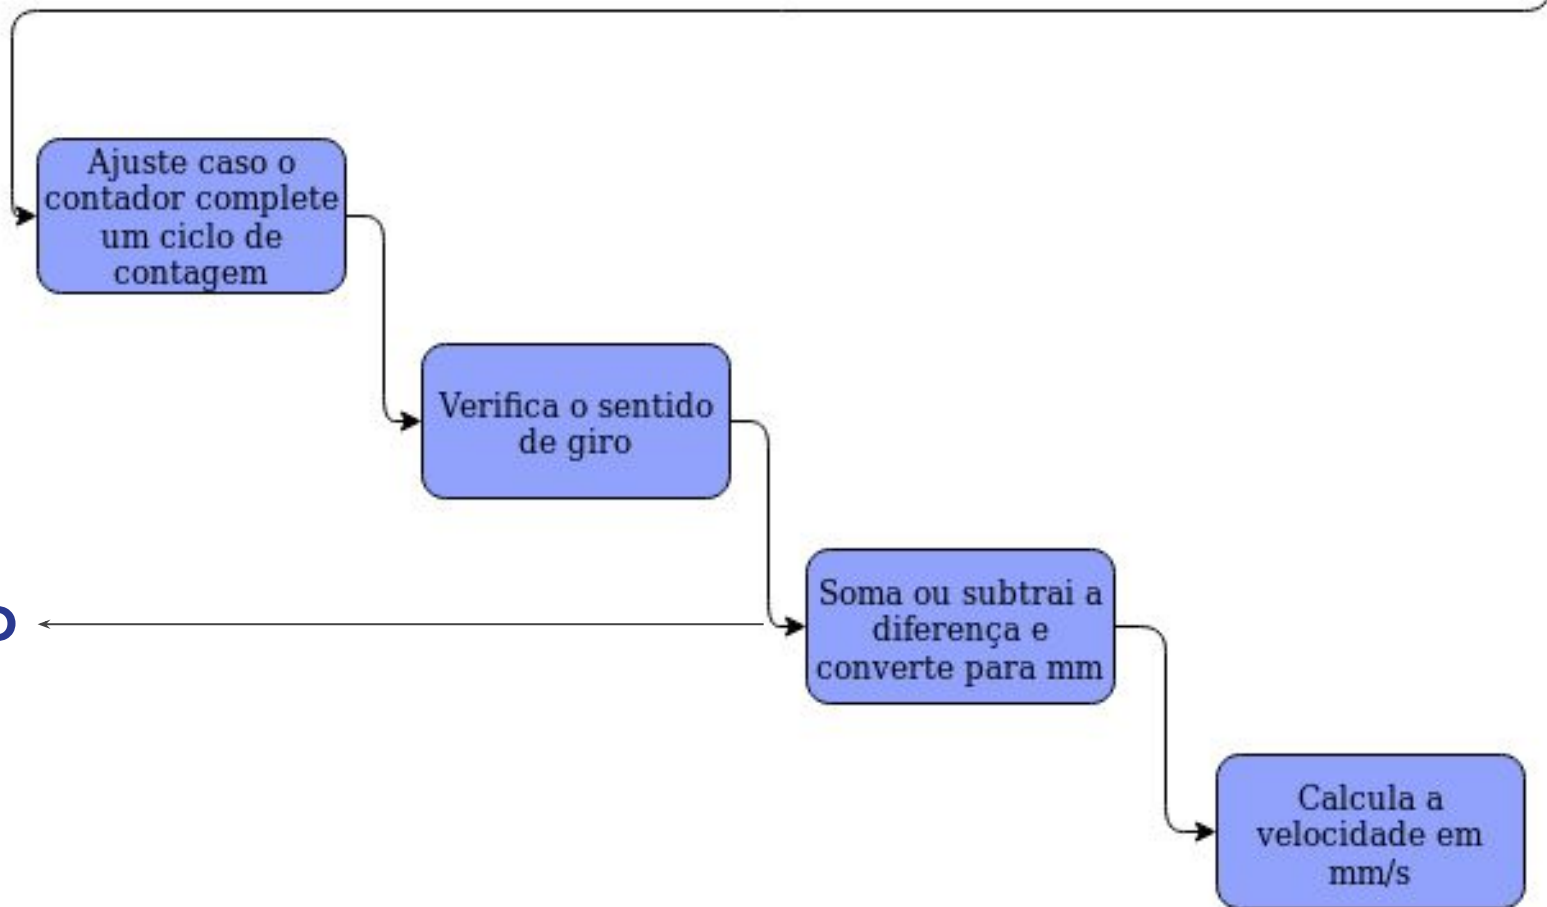 Ajuste caso o
contador complete
um ciclo de
contagem
Verifica o sentido
de giro
Soma ou subtrai a
diferença e
converte para mm
Calcula a
velocidade em
mm/s